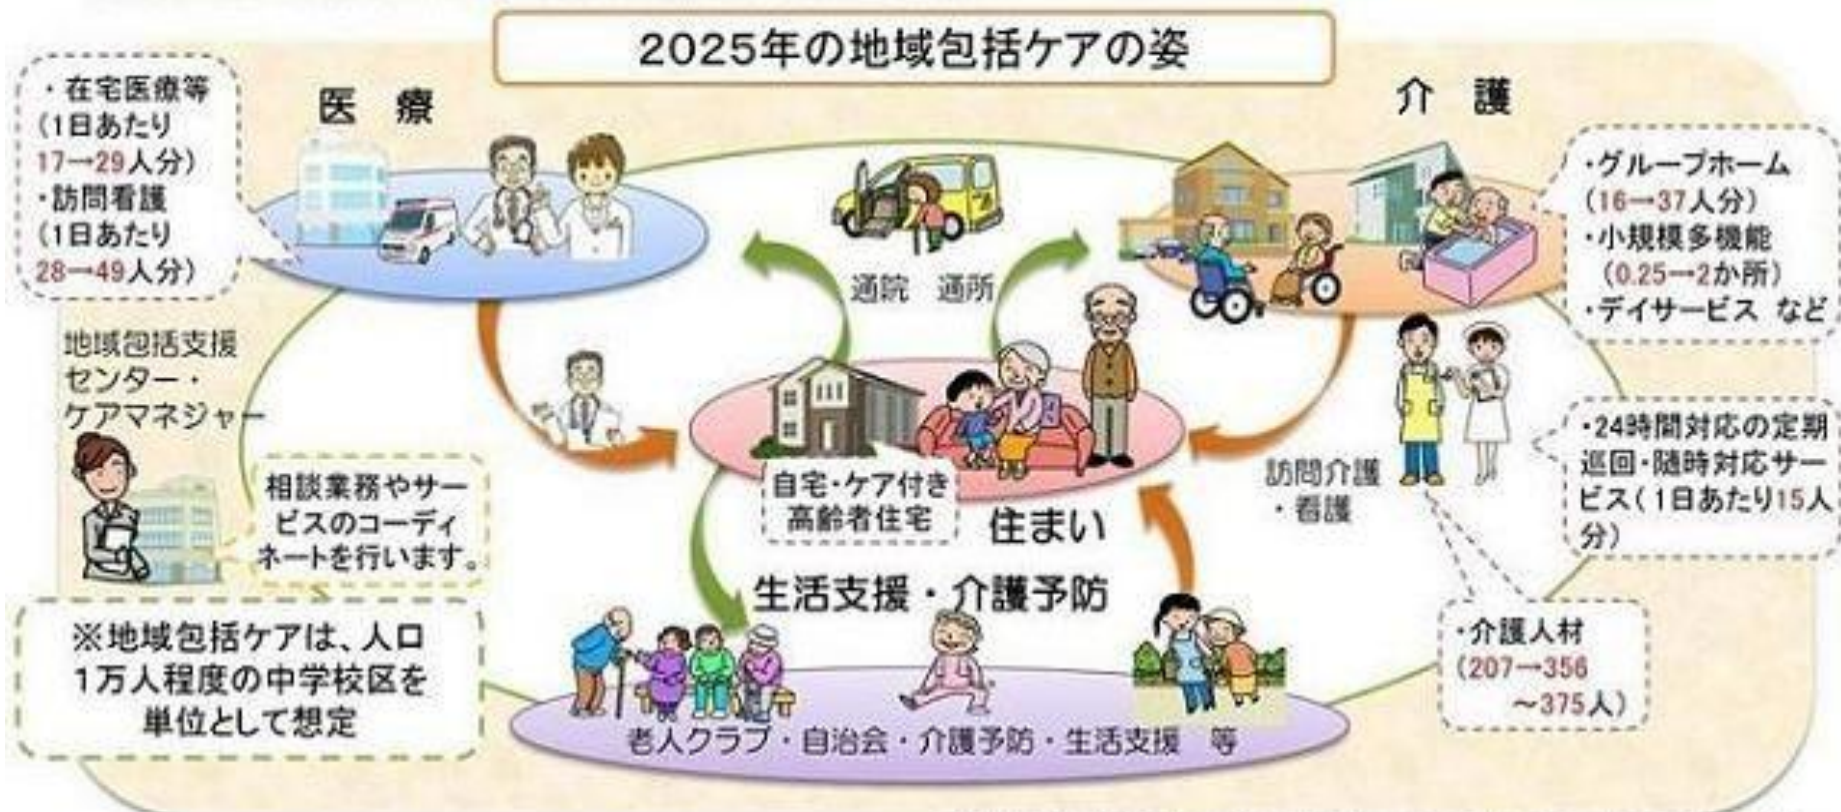 2025年の地域包括ケアの姿
・在宅医療等
(1日あたり
17→29人分)
・訪問看護
(1日あたり
28→49人分)
医 療
介 護
・グループホーム
(16→37人分)
・小規模多機能
(0.25→2か所)
・デイサービス など
通院 通所
地域包括支援
センター・
ケアマネジャー
相談業務やサー
ビスのコーディ
ネートを行います。
自宅・ケア付き
高齢者住宅
住まい
訪問介護
・看護
・24時間対応の定期
巡回・随時対応サー
ビス(1日あたり15人
分)
生活支援・介護予防
・介護人材
(207→356
～375人)
※地域包括ケアは、人口
1万人程度の中学校区を
単位として想定
老人クラブ・自治会・介護予防・生活支援 等